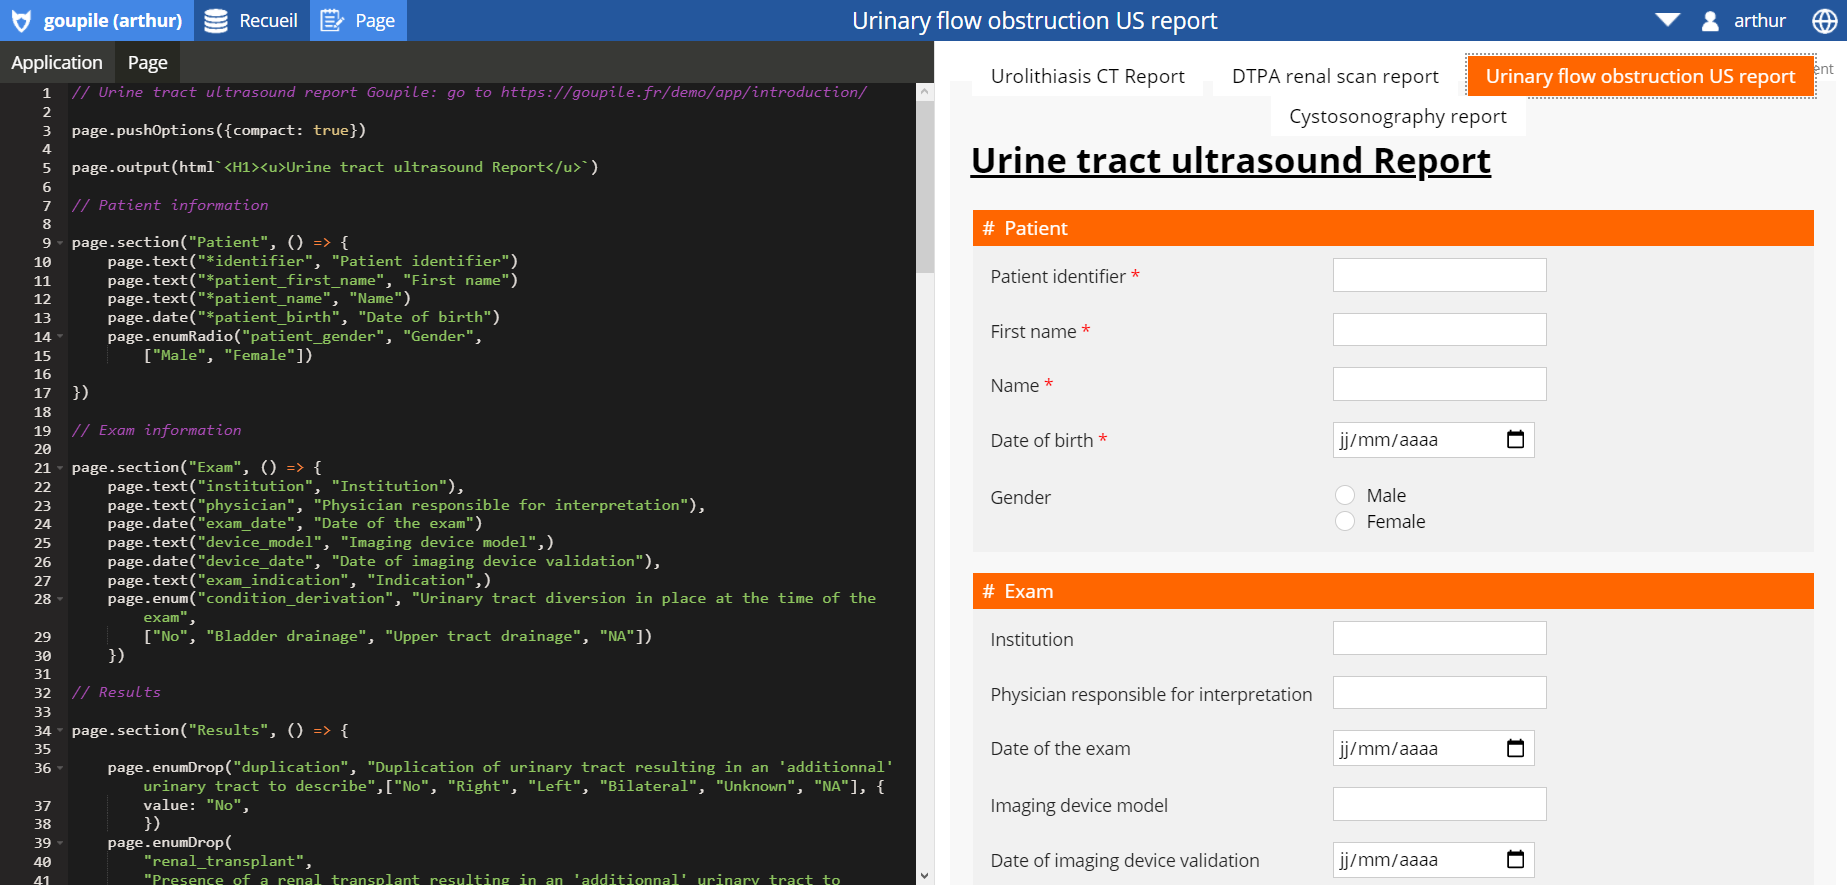 goupile (arthur) Recueil Page Urinary flow obstruction US report arthur
Application Page
1 // Urine tract ultrasound report Goupile: go to https://goupile.fr/demo/app/introduction/
2
3 page.pushOptions({compact: true})
4
5 page.output(html`<H1><u>Urine tract ultrasound Report</u>`)
6
7 // Patient information
8
9 page.section("Patient", () => {
10 page.text("*identifier", "Patient identifier")
11 page.text("*patient_first_name", "First name")
12 page.text("*patient_name", "Name")
13 page.date("*patient_birth", "Date of birth")
14 page.enumRadio("patient_gender", "Gender",
15 ["Male", "Female"])
16
17 })
18
19 // Exam information
20
21 page.section("Exam", () => {
22 page.text("institution", "Institution"),
23 page.text("physician", "Physician responsible for interpretation"),
24 page.date("exam_date", "Date of the exam")
25 page.text("device_model", "Imaging device model",)
26 page.date("device_date", "Date of imaging device validation"),
27 page.text("exam_indication", "Indication",)
28 page.enum("condition_derivation", "Urinary tract diversion in place at the time of the
exam",
29 ["No", "Bladder drainage", "Upper tract drainage", "NA"])
30 })
31
32 // Results
33
34 page.section("Results", () => {
35
36 page.enumDrop("duplication", "Duplication of urinary tract resulting in an 'additionnal'
urinary tract to describe",["No", "Right", "Left", "Bilateral", "Unknown", "NA"], {
37 value: "No",
38 })
39 page.enumDrop(
40 "renal_transplant",
41 "Presence of a renal transplant resulting in an 'additionnal' urinary tract to
Urolithiasis CT Report DTPA renal scan report Urinary flow obstruction US report ent
Cystosonography report
Urine tract ultrasound Report
# Patient
Patient identifier *
First name *
Name *
Date of birth * jj/mm/aaaa
Gender Male
Female
# Exam
Institution
Physician responsible for interpretation
Date of the exam jj/mm/aaaa
Imaging device model
Date of imaging device validation jj/mm/aaaa